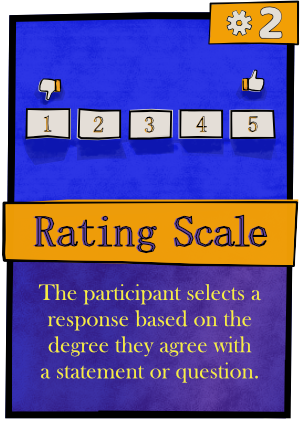 2
1 2 3 4 5
Rating Scale
The participant selects a
response based on the
degree they agree with
a statement or question.